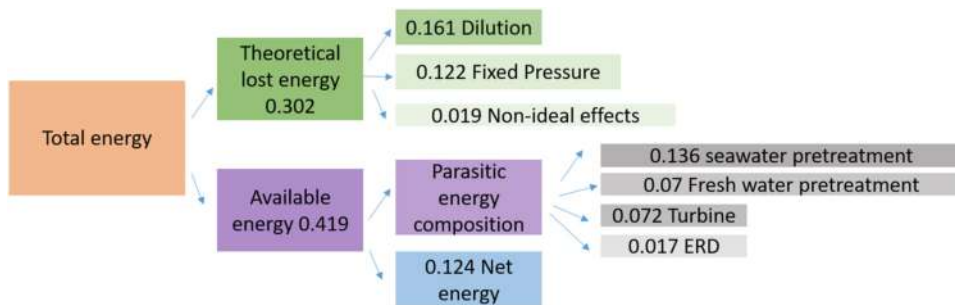 Total energy
Theoretical
lost energy
0.302
0.161 Dilution
0.122 Fixed Pressure
0.019 Non-ideal effects
Available
energy 0.419
Parasitic
energy
composition
0.136 seawater pretreatment
0.07 Fresh water pretreatment
0.072 Turbine
0.017 ERD
0.124 Net
energy